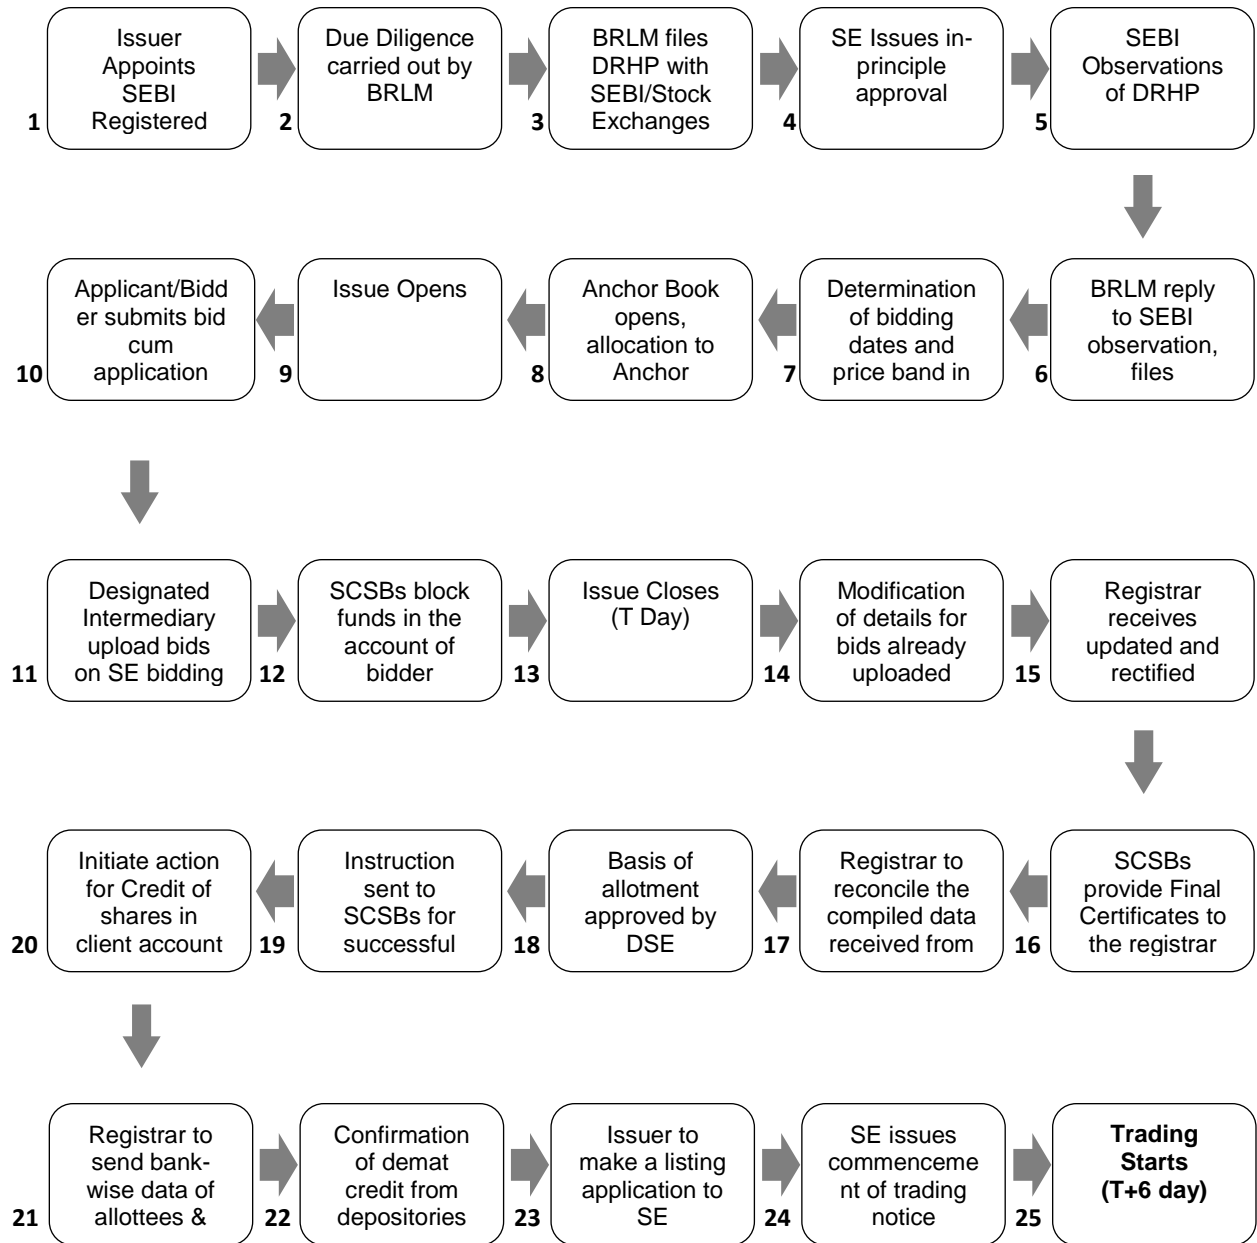 Issuer
Appoints
SEBI
Registered
1
Due Diligence
carried out by
BRLM
2
BRLM files
DRHP with
SEBI/Stock
Exchanges
3
SE Issues in-
principle
approval
4
SEBI
Observations
of DRHP
5
BRLM reply
to SEBI
observation,
files
6
Determination
of bidding
dates and
price band in
7
Anchor Book
opens,
allocation to
Anchor
8
Issue Opens
9
Applicant/Bidd
er submits bid
cum
application
10
Designated
Intermediary
upload bids
on SE bidding
11
SCSBs block
funds in the
account of
bidder
12
Issue Closes
(T Day)
13
Modification
of details for
bids already
uploaded
14
Registrar
receives
updated and
rectified
15
SCSBs
provide Final
Certificates to
the registrar
16
Registrar to
reconcile the
compiled data
received from
17
Basis of
allotment
approved by
DSE
18
Instruction
sent to
SCSBs for
successful
19
Initiate action
for Credit of
shares in
client account
20
Registrar to
send bank-
wise data of
allottees &
21
Confirmation
of demat
credit from
depositories
22
Issuer to
make a listing
application to
SE
23
SE issues
commenceme
nt of trading
notice
24
Trading
Starts
(T+6 day)
25